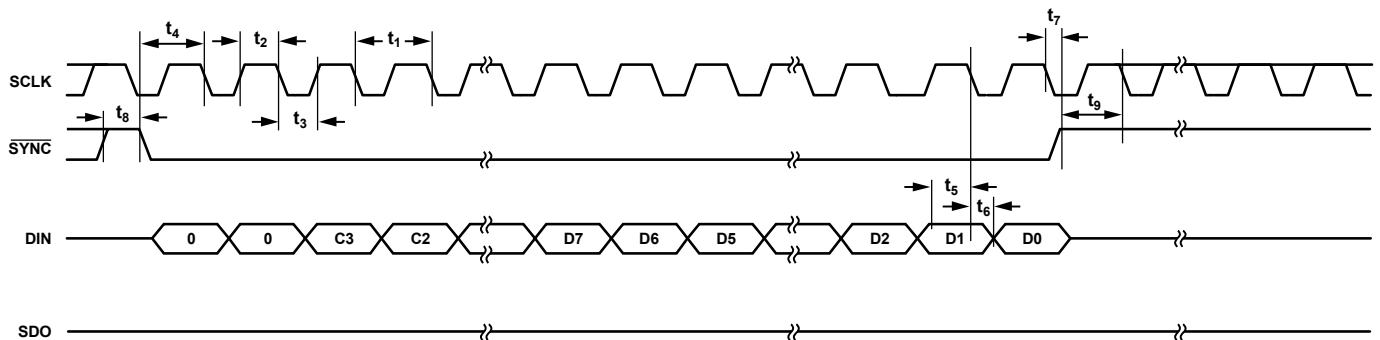 t4
t2
t1
t7
SCLK
t8
t3
t9
SYNC
t5
t6
DIN
0
0
C3
C2
D7
D6
D5
D2
D1
D0
SDO